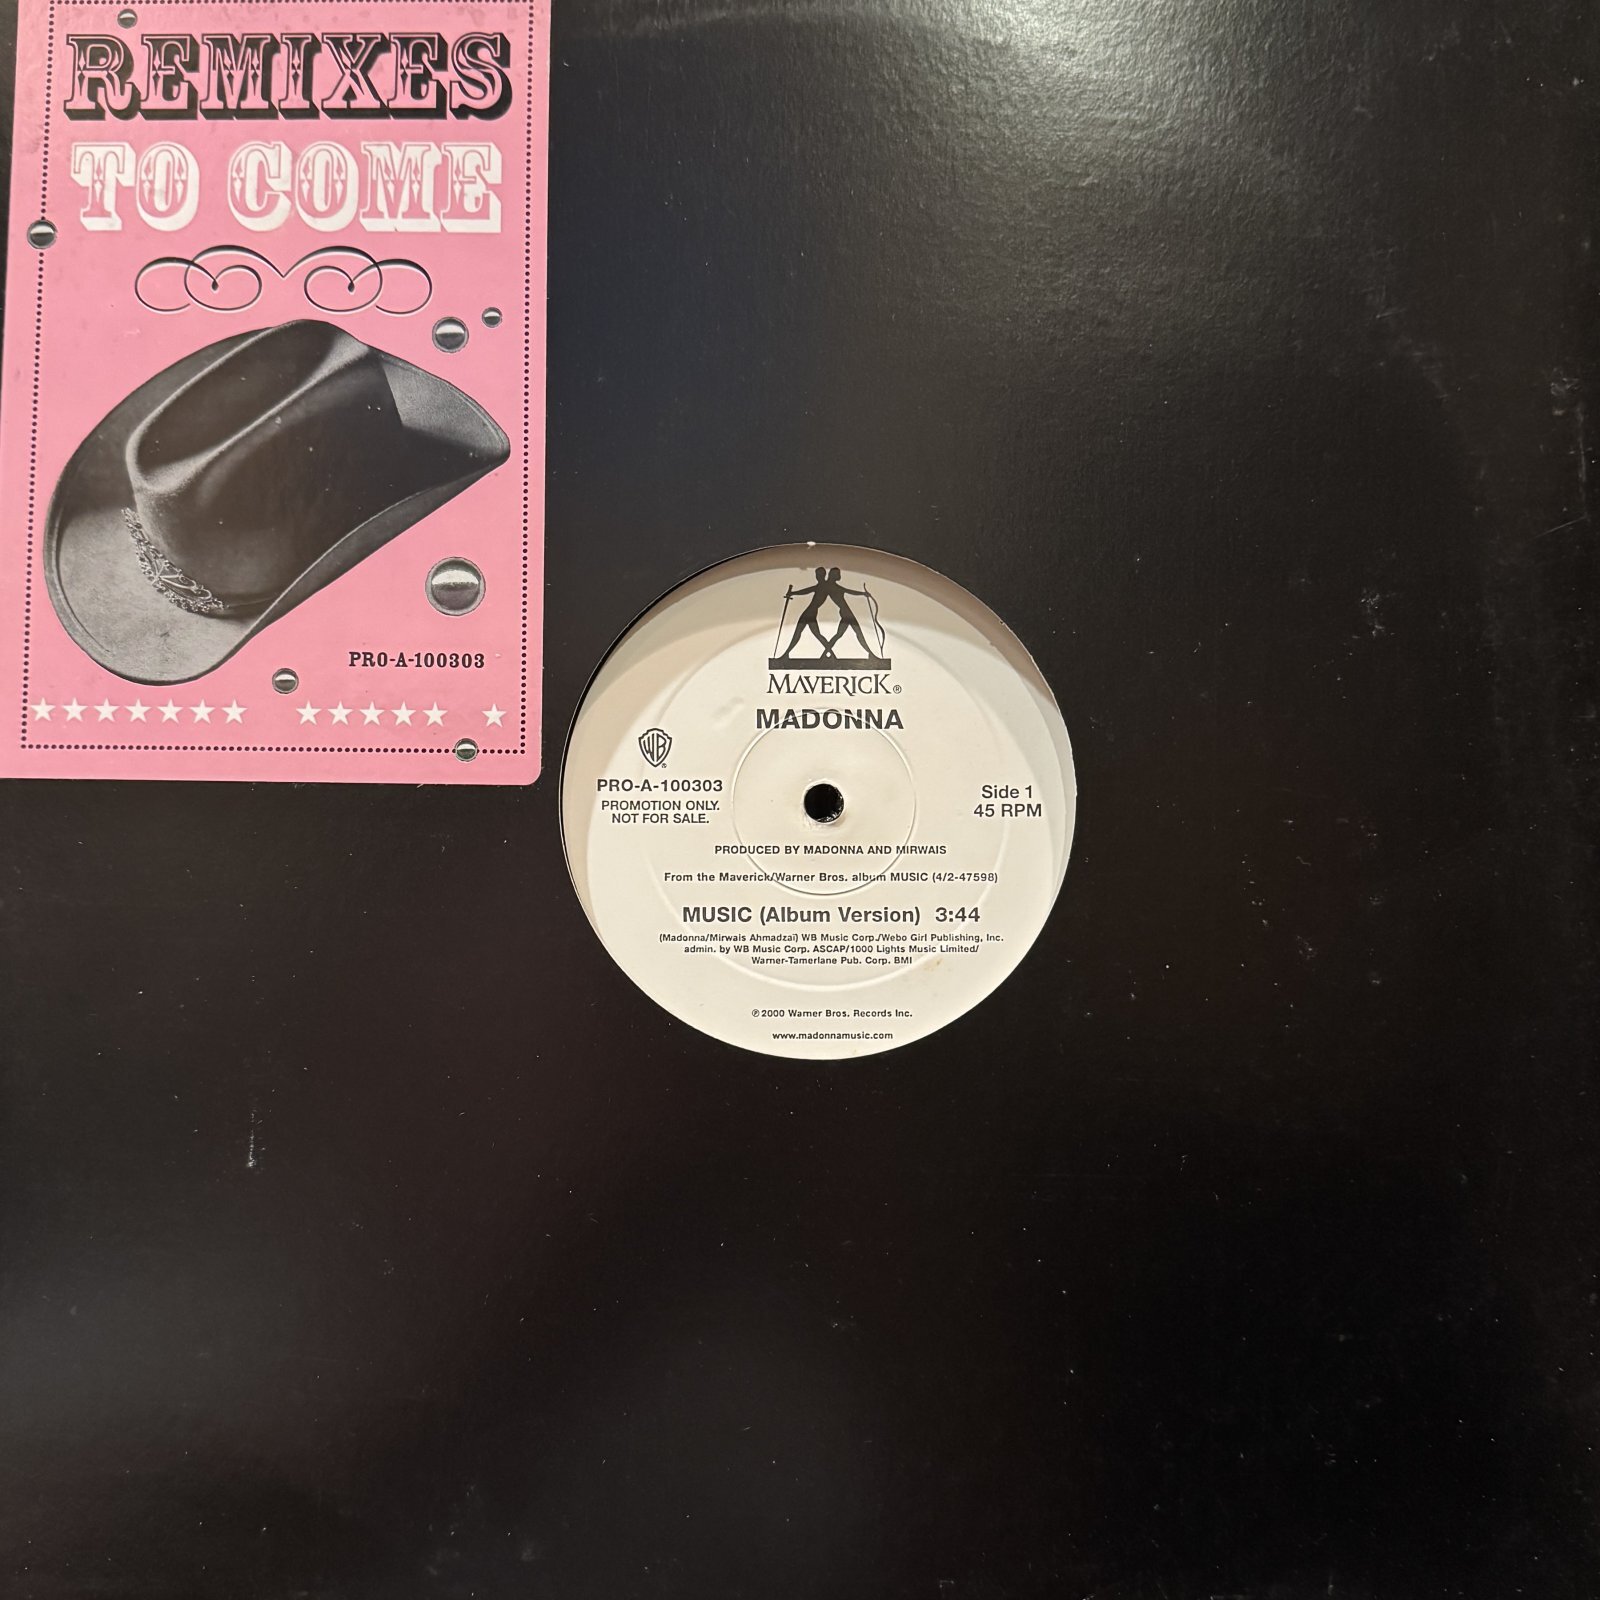 REMIXES
TO COME
PRO-A-100303
MAVERICK®
MADONNA
WB
PRO-A-100303
PROMOTION ONLY.
NOT FOR SALE.
Side 1
45 RPM
PRODUCED BY MADONNA AND MIRWAIS
From the Maverick/Warner Bros. album MUSIC (4/2-47598)
MUSIC (Album Version) 3:44
(Madonna/Mirwais Ahmadzaï) WB Music Corp./Webo Girl Publishing, Inc.
admin. by WB Music Corp. ASCAP/1000 Lights Music Limited/
Warner-Tamerlane Pub. Corp. BMI
℗ 2000 Warner Bros. Records Inc.
www.madonnamusic.com